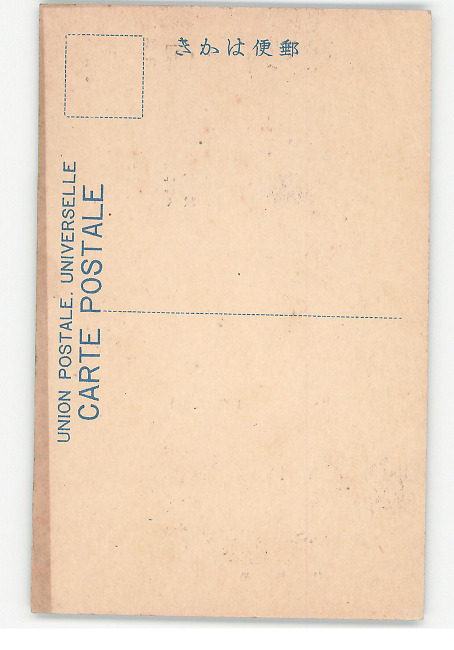 郵便はかき
UNION POSTALE. UNIVERSELLE
CARTE POSTALE